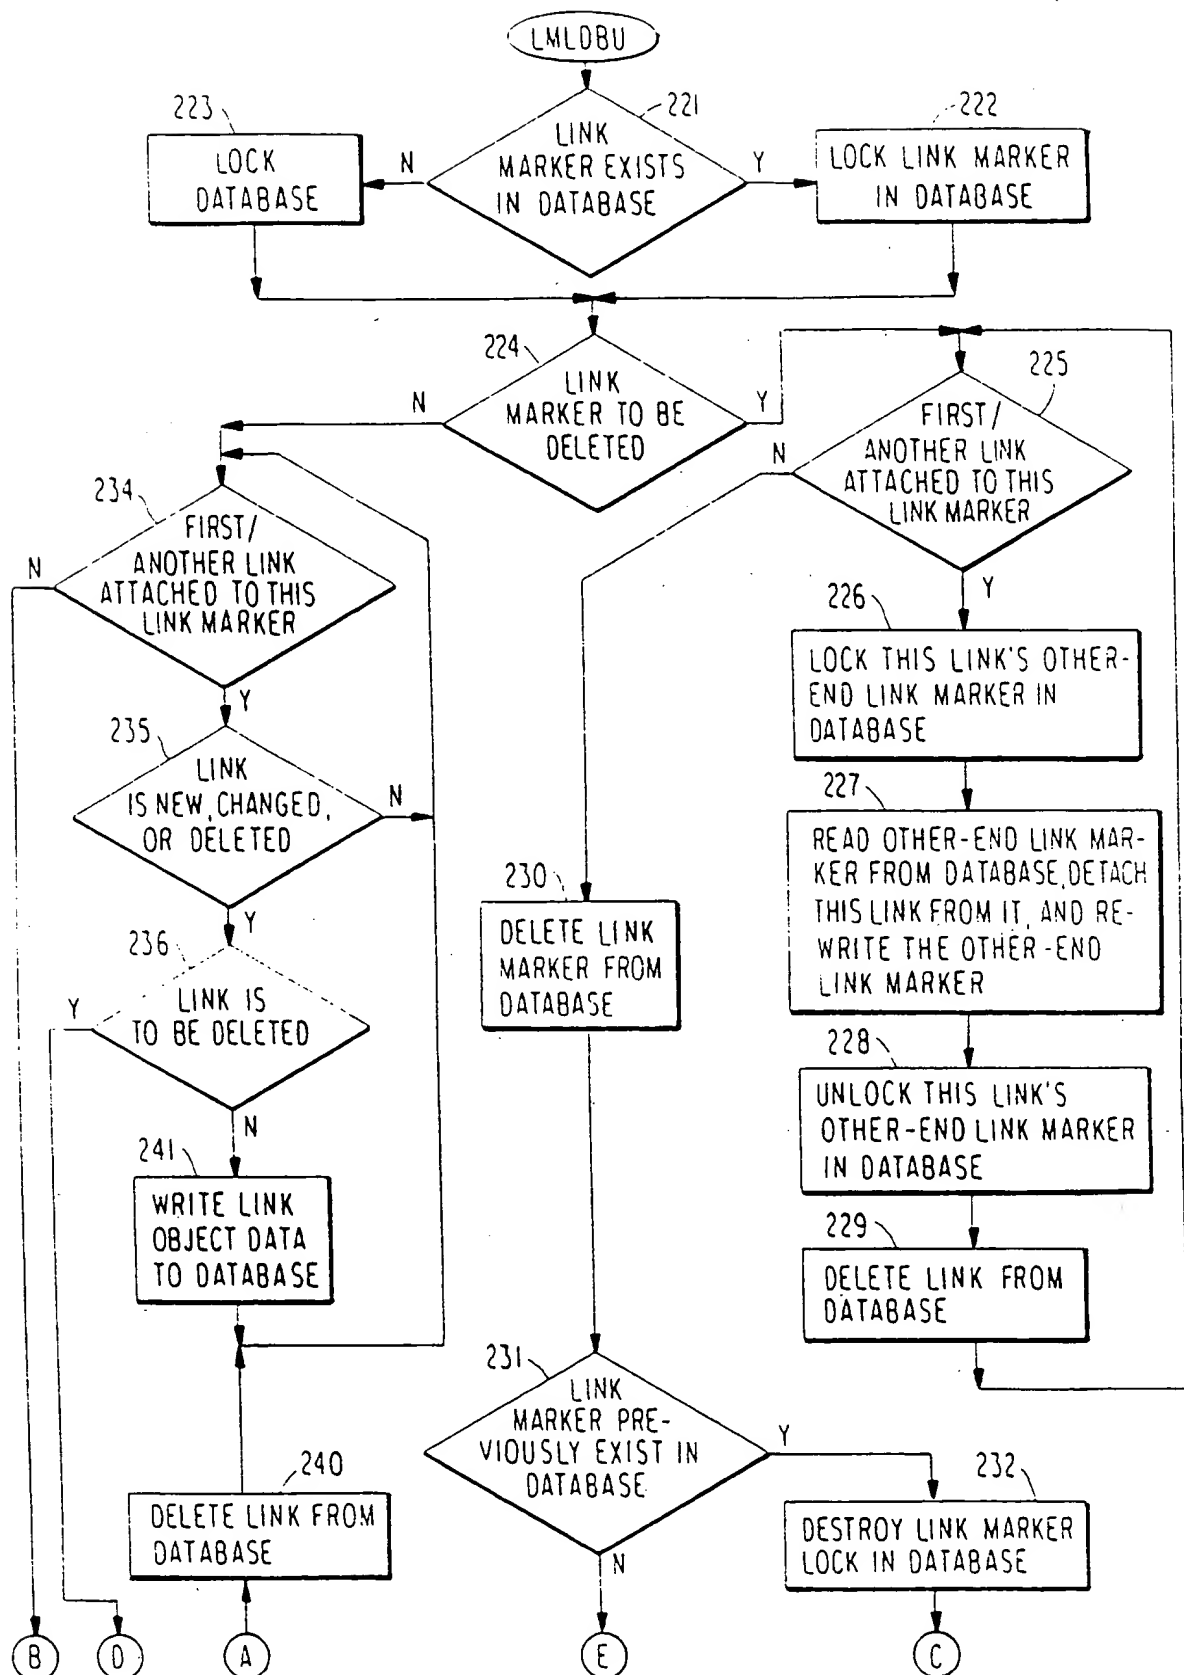 LMLDBU
221
LINK
MARKER EXISTS
IN DATABASE
N
Y
223
LOCK
DATABASE
222
LOCK LINK MARKER
IN DATABASE
224
LINK
MARKER TO BE
DELETED
N
Y
225
FIRST/
ANOTHER LINK
ATTACHED TO THIS
LINK MARKER
N
Y
234
FIRST/
ANOTHER LINK
ATTACHED TO THIS
LINK MARKER
N
Y
226
LOCK THIS LINK'S OTHER-
END LINK MARKER IN
DATABASE
235
LINK
IS NEW, CHANGED,
OR DELETED
N
Y
227
READ OTHER-END LINK MAR-
KER FROM DATABASE, DETACH
THIS LINK FROM IT, AND RE-
WRITE THE OTHER-END
LINK MARKER
230
DELETE LINK
MARKER FROM
DATABASE
236
LINK IS
TO BE DELETED
Y
N
228
UNLOCK THIS LINK'S
OTHER-END LINK MARKER
IN DATABASE
241
WRITE LINK
OBJECT DATA
TO DATABASE
229
DELETE LINK FROM
DATABASE
231
LINK
MARKER PRE-
VIOUSLY EXIST IN
DATABASE
Y
N
240
DELETE LINK FROM
DATABASE
232
DESTROY LINK MARKER
LOCK IN DATABASE
B
D
A
E
C